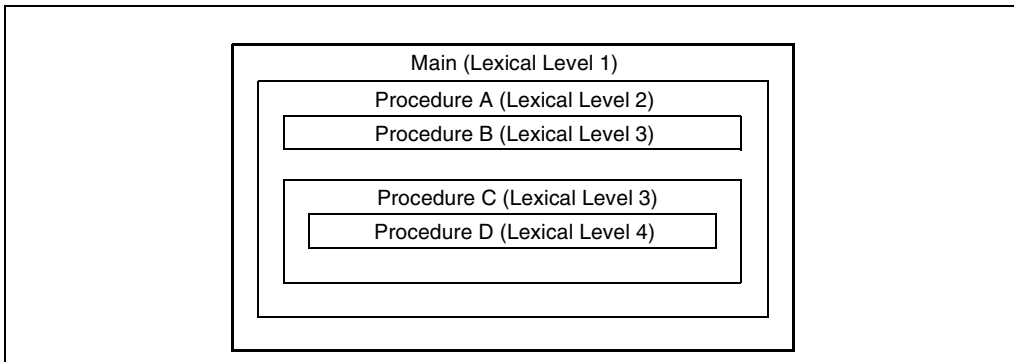 Main (Lexical Level 1)
Procedure A (Lexical Level 2)
Procedure B (Lexical Level 3)
Procedure C (Lexical Level 3)
Procedure D (Lexical Level 4)